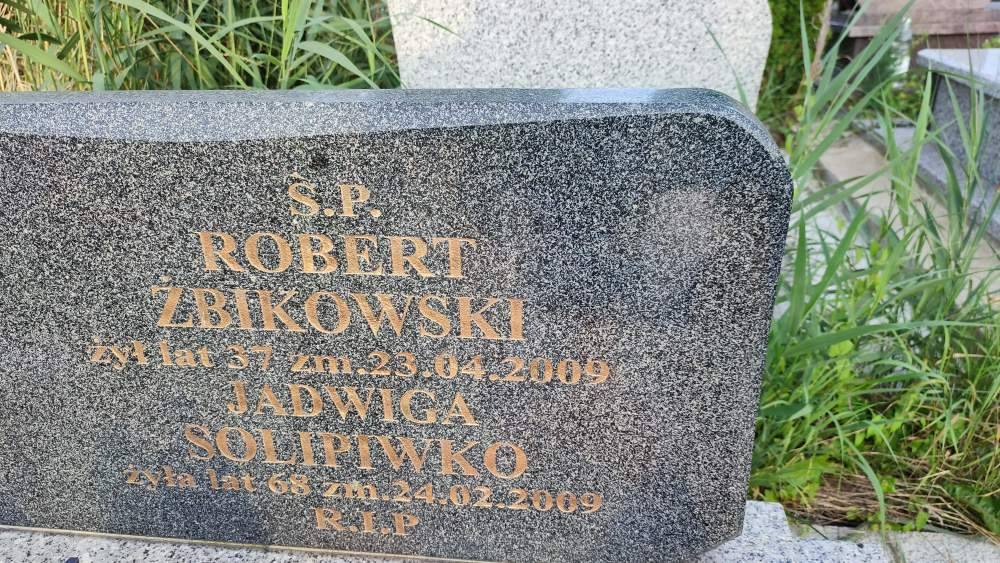 Ś.P.
ROBERT
ŻBIKOWSKI
żył lat 37 zm.23.04.2009
JADWIGA
SOLIPIWKO
żyła lat 68 zm.24.02.2009
R.I.P